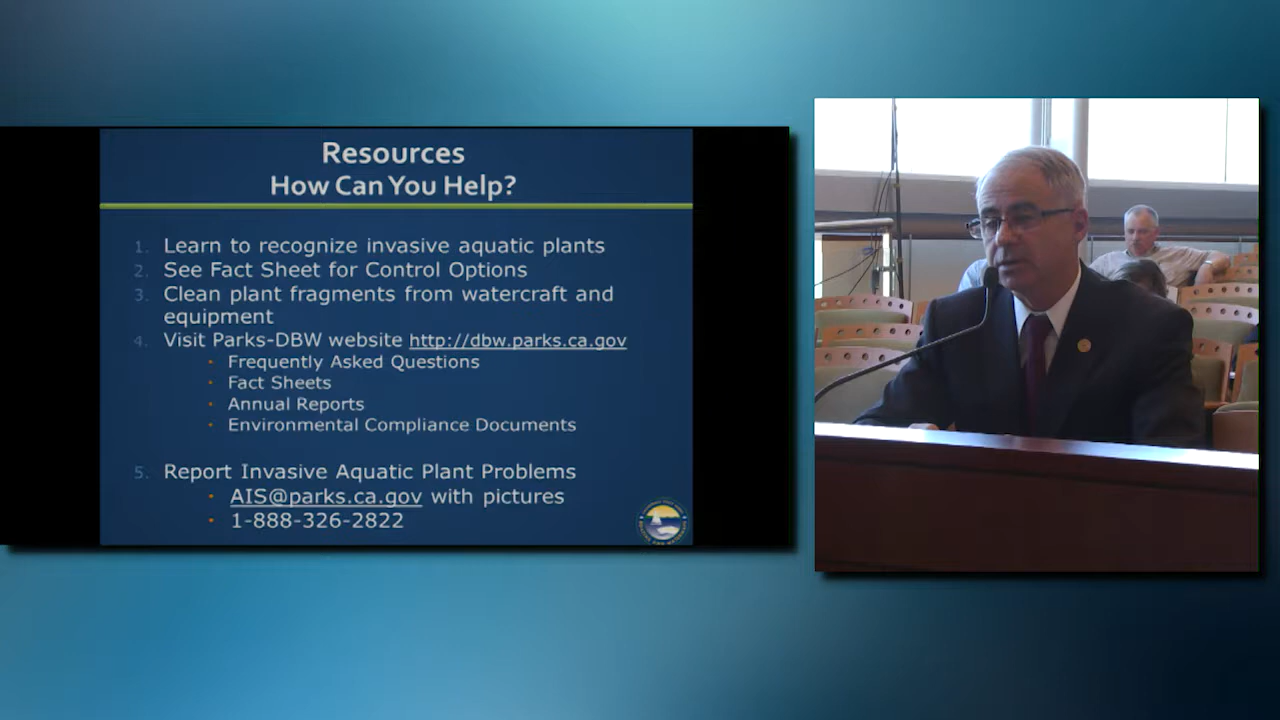 Resources
How Can You Help?
1. Learn to recognize invasive aquatic plants
2. See Fact Sheet for Control Options
3. Clean plant fragments from watercraft and
equipment
4. Visit Parks-DBW website http://dbw.parks.ca.gov
• Frequently Asked Questions
• Fact Sheets
• Annual Reports
• Environmental Compliance Documents
5. Report Invasive Aquatic Plant Problems
• AIS@parks.ca.gov with pictures
• 1-888-326-2822